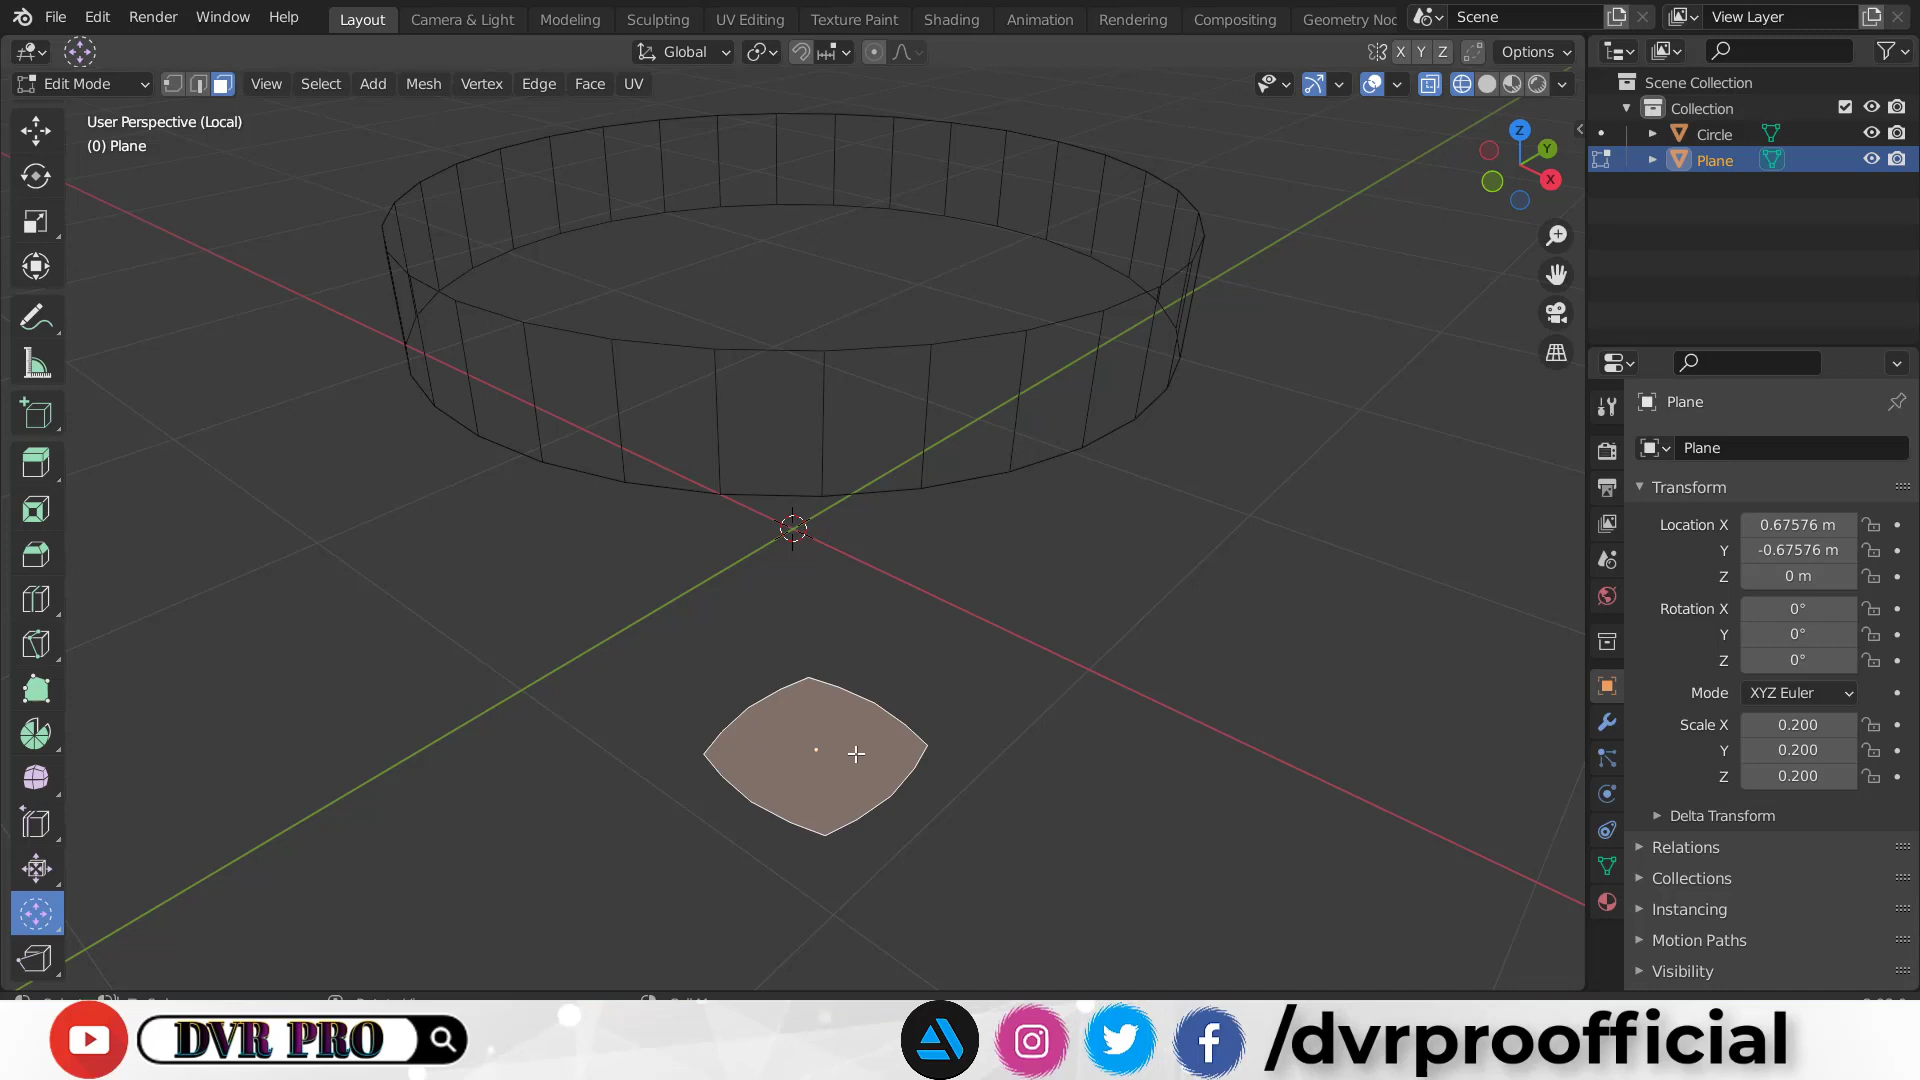 File Edit Render Window Help Layout Camera & Light Modeling Sculpting UV Editing Texture Paint Shading Animation Rendering Compositing Geometry Noc Scene View Layer
Global X Y Z Options
Edit Mode View Select Add Mesh Vertex Edge Face UV
User Perspective (Local)
(0) Plane
Z
Y
X
Scene Collection
Collection
Circle
Plane
Plane
Plane
Transform
Location X 0.67576 m
Y -0.67576 m
Z 0 m
Rotation X 0°
Y 0°
Z 0°
Mode XYZ Euler
Scale X 0.200
Y 0.200
Z 0.200
Delta Transform
Relations
Collections
Instancing
Motion Paths
Visibility
DVR PRO
/dvrproofficial